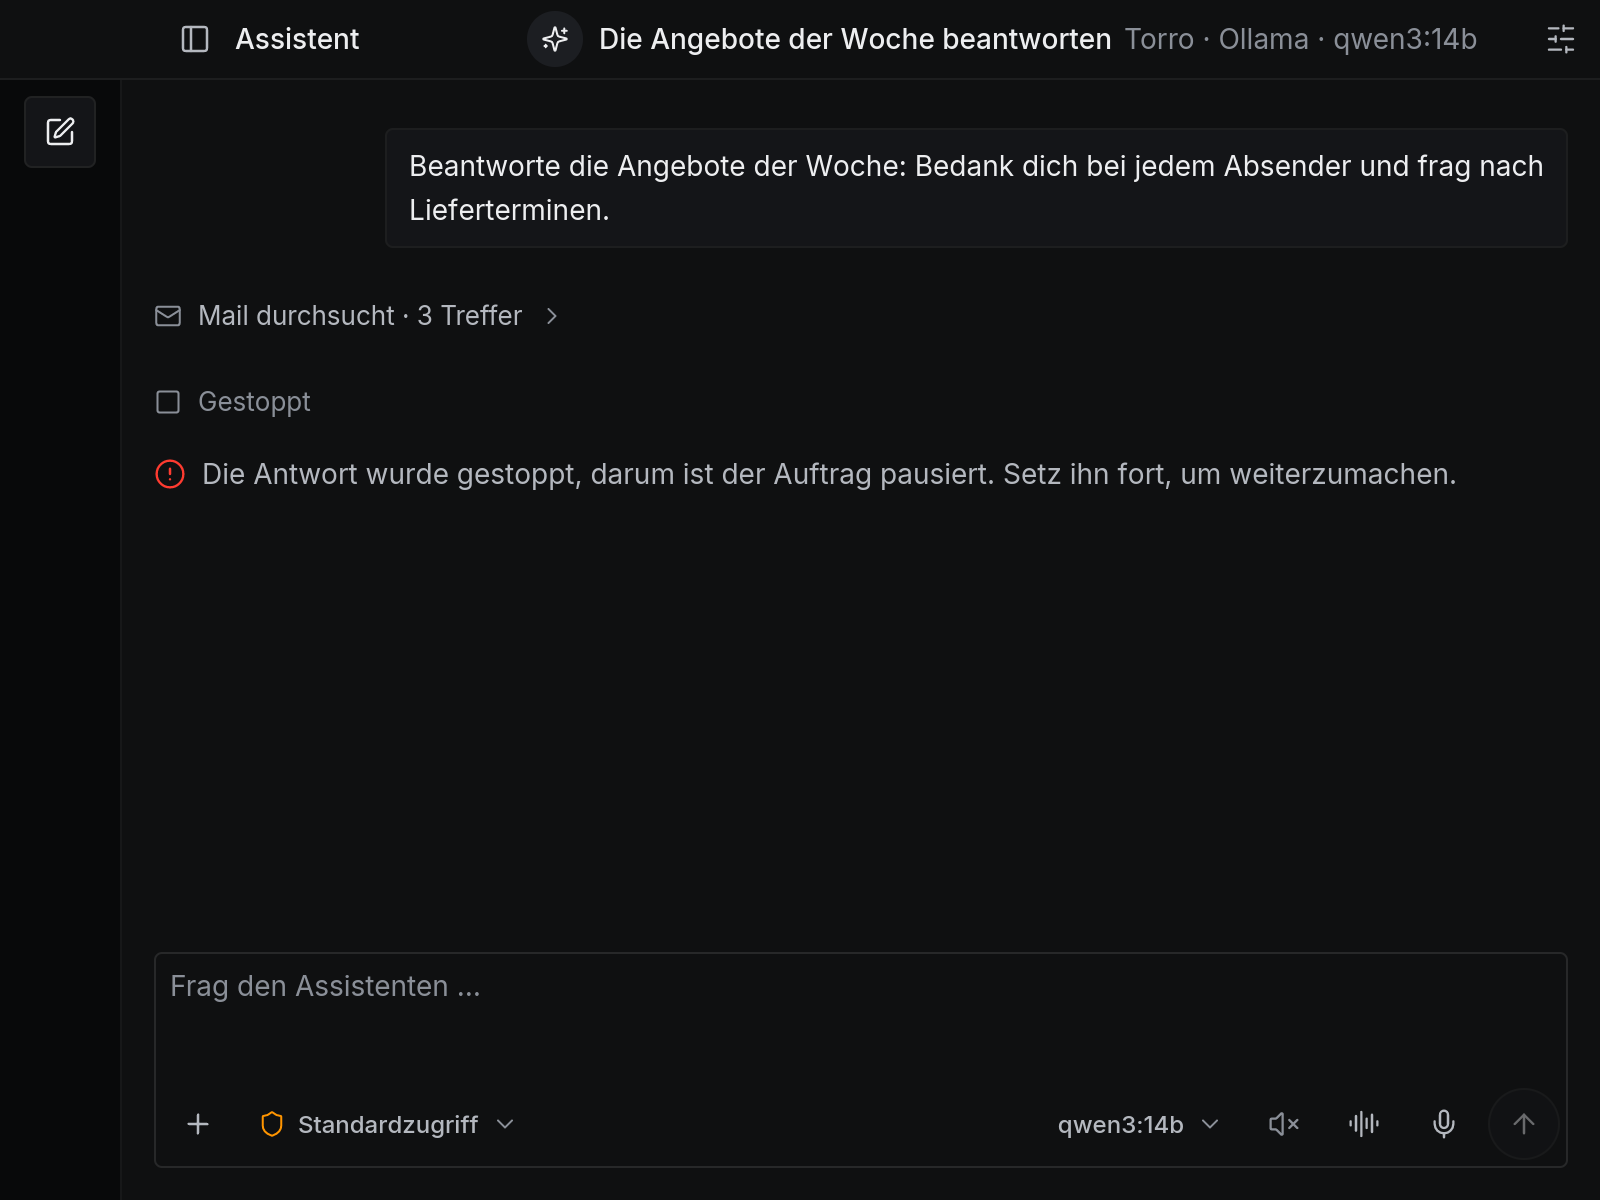 Assistent
Die Angebote der Woche beantworten Torro · Ollama · qwen3:14b
Beantworte die Angebote der Woche: Bedank dich bei jedem Absender und frag nach
Lieferterminen.
Mail durchsucht · 3 Treffer
Gestoppt
Die Antwort wurde gestoppt, darum ist der Auftrag pausiert. Setz ihn fort, um weiterzumachen.
Frag den Assistenten ...
Standardzugriff
qwen3:14b